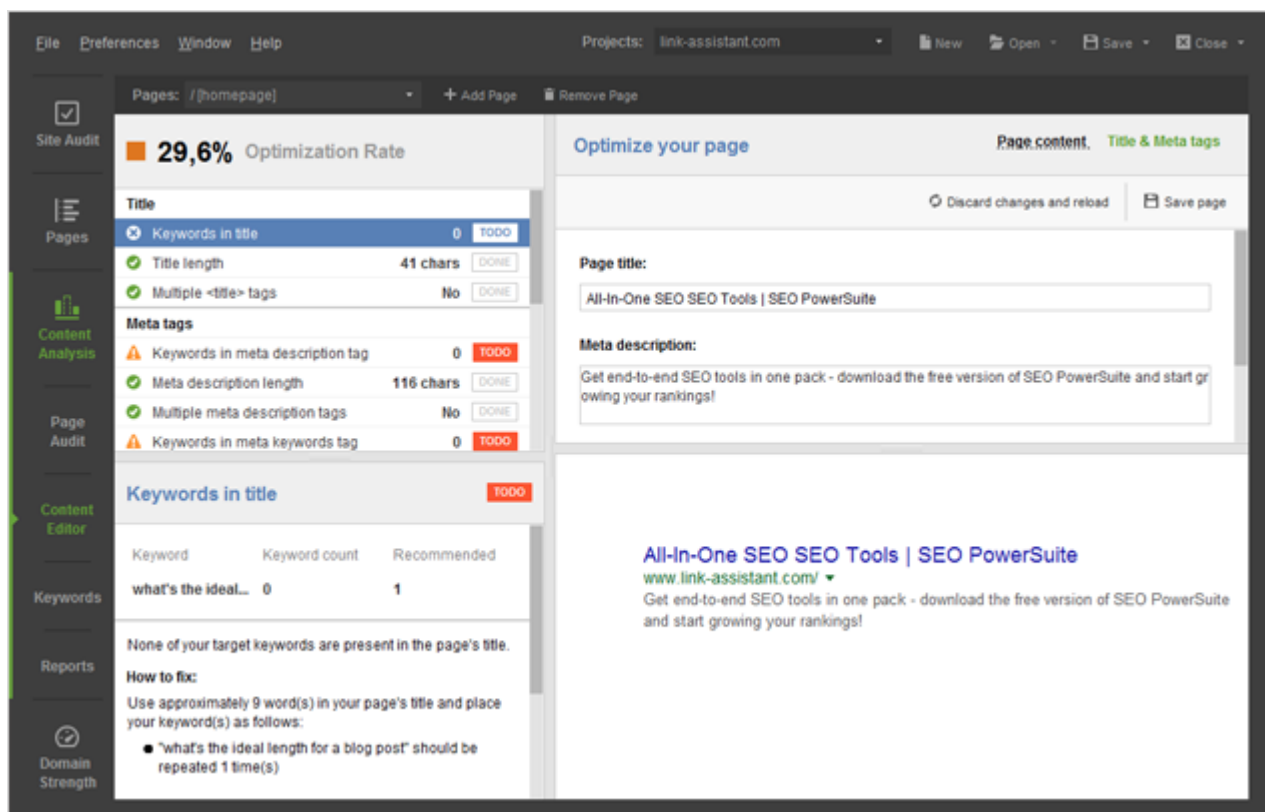 File Preferences Window Help Projects: link-assistant.com New Open Save Close
Pages: /[homepage] Add Page Remove Page
Site Audit
Pages
Content
Analysis
Page
Audit
Content
Editor
Keywords
Reports
Domain
Strength
29,6% Optimization Rate
Title
Keywords in title 0 TODO
Title length 41 chars DONE
Multiple <title> tags No DONE
Meta tags
Keywords in meta description tag 0 TODO
Meta description length 116 chars DONE
Multiple meta description tags No DONE
Keywords in meta keywords tag 0 TODO
Keywords in title TODO
Keyword Keyword count Recommended
what's the ideal... 0 1
None of your target keywords are present in the page's title.
How to fix:
Use approximately 9 word(s) in your page's title and place
your keyword(s) as follows:
"what's the ideal length for a blog post" should be
repeated 1 time(s)
Optimize your page Page content, Title & Meta tags
Discard changes and reload Save page
Page title:
All-In-One SEO SEO Tools | SEO PowerSuite
Meta description:
Get end-to-end SEO tools in one pack - download the free version of SEO PowerSuite and start gr
owing your rankings!
All-In-One SEO SEO Tools | SEO PowerSuite
www.link-assistant.com/
Get end-to-end SEO tools in one pack - download the free version of SEO PowerSuite
and start growing your rankings!